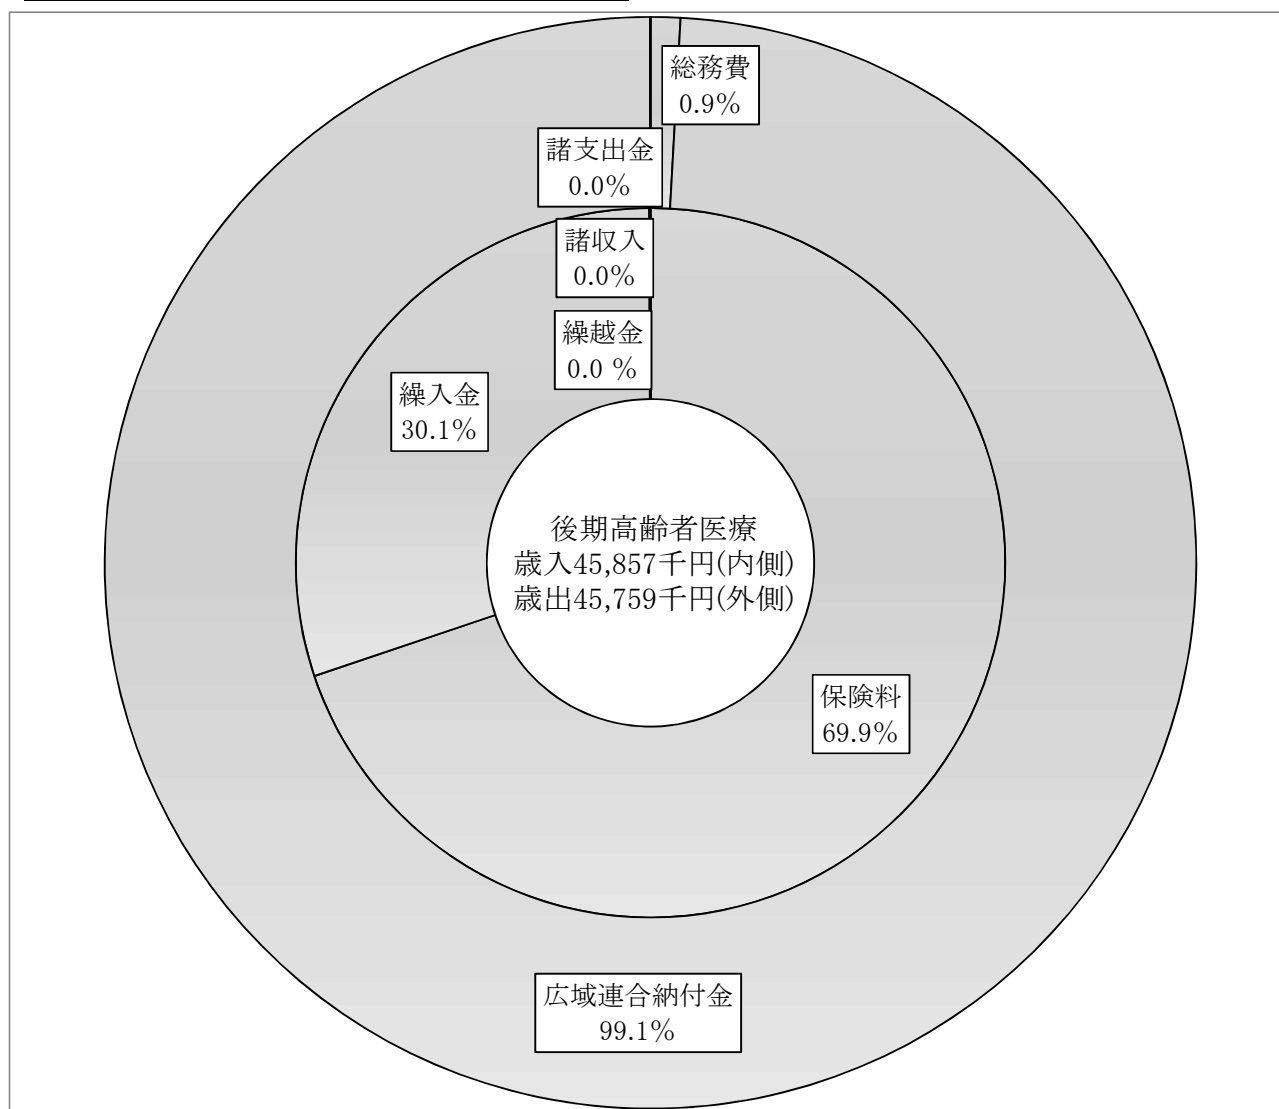 総務費
0.9%
諸支出金
0.0%
諸収入
0.0%
繰越金
0.0 %
繰入金
30.1%
後期高齢者医療
歳入45,857千円(内側)
歳出45,759千円(外側)
保険料
69.9%
広域連合納付金
99.1%